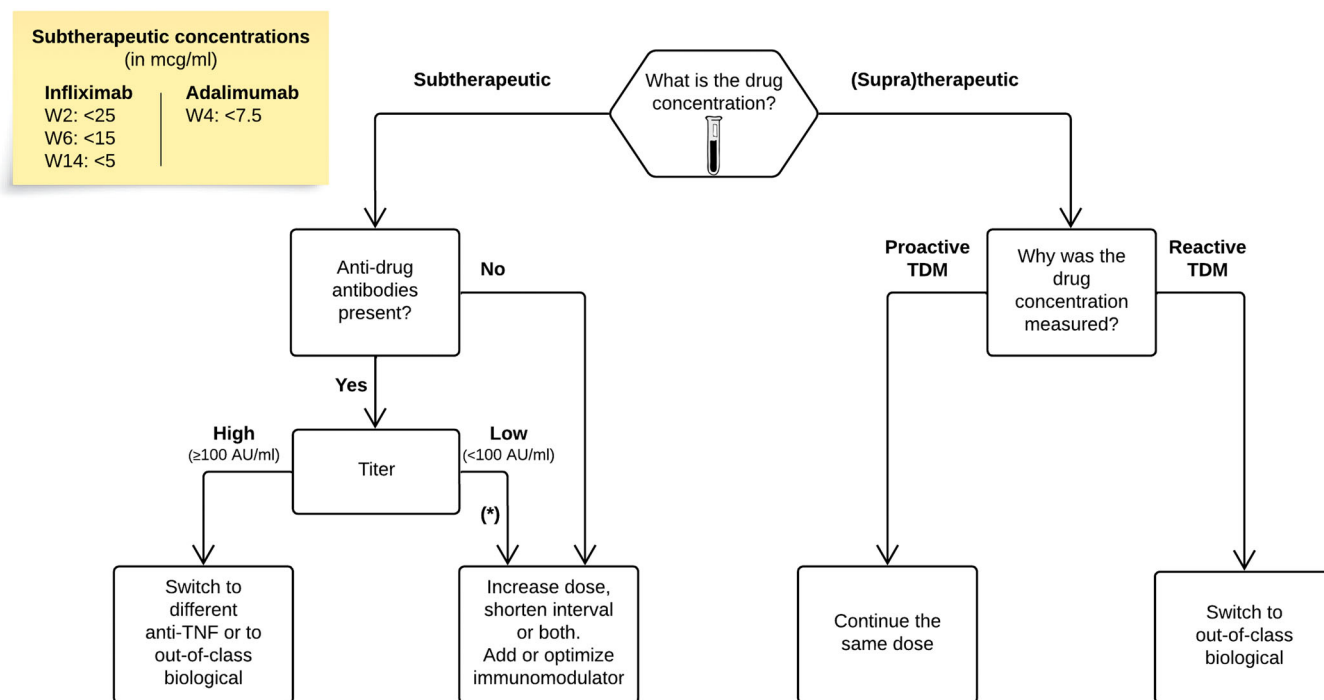 Subtherapeutic concentrations
(in mcg/ml)
Infliximab
W2: <25
W6: <15
W14: <5
Adalimumab
W4: <7.5
Subtherapeutic
What is the drug
concentration?
(Supra)therapeutic
Anti-drug
antibodies
present?
No
Yes
Proactive
TDM
Why was the
drug
concentration
measured?
Reactive
TDM
High
(≥100 AU/ml)
Titer
Low
(<100 AU/ml)
(*)
Switch to
different
anti-TNF or to
out-of-class
biological
Increase dose,
shorten interval
or both.
Add or optimize
immunomodulator
Continue the
same dose
Switch to
out-of-class
biological